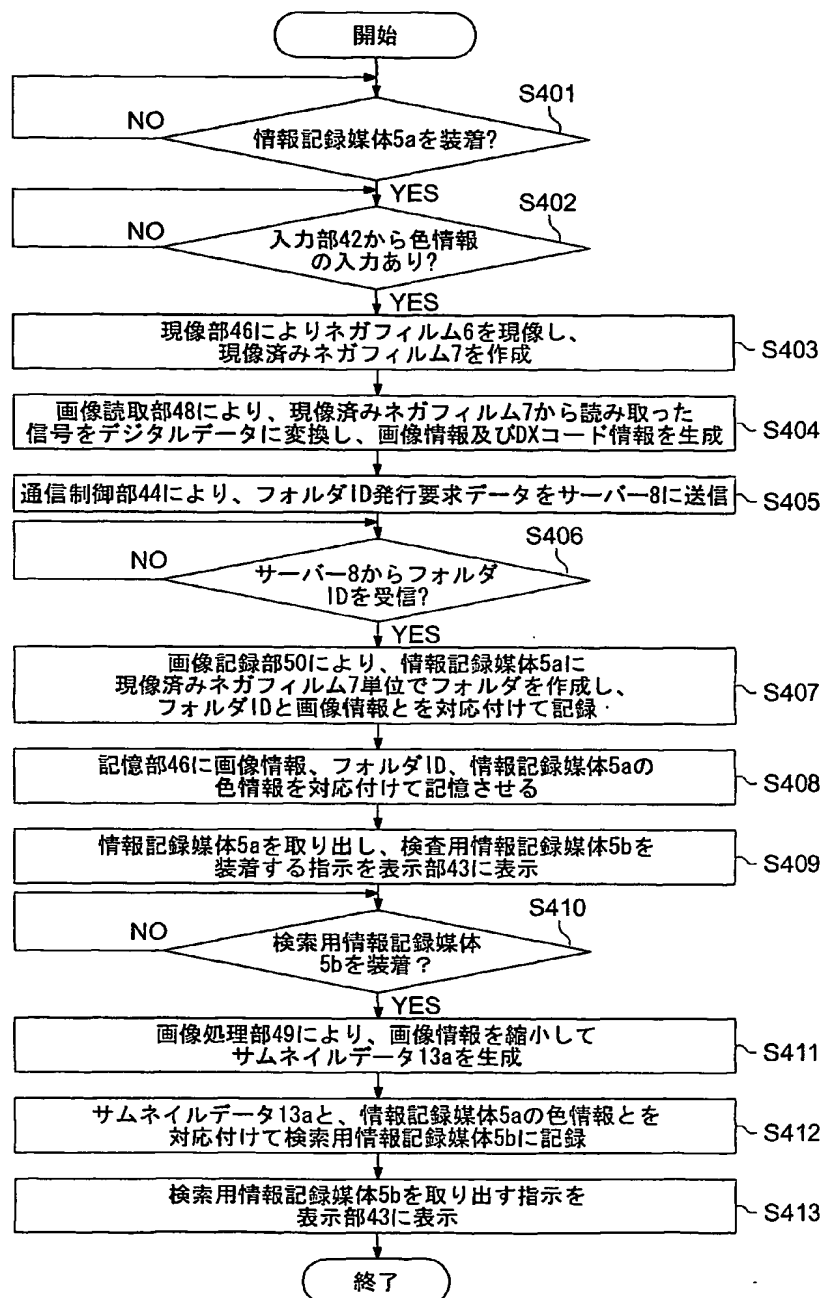 開始
S401
NO
情報記録媒体5aを装着?
YES
S402
NO
入力部42から色情報
の入力あり?
YES
現像部46によりネガフィルム6を現像し、
現像済みネガフィルム7を作成
S403
画像読取部48により、現像済みネガフィルム7から読み取った
信号をデジタルデータに変換し、画像情報及びDXコード情報を生成
S404
通信制御部44により、フォルダID発行要求データをサーバー8に送信
S405
S406
NO
サーバー8からフォルダ
IDを受信?
YES
画像記録部50により、情報記録媒体5aに
現像済みネガフィルム7単位でフォルダを作成し、
フォルダIDと画像情報とを対応付けて記録
S407
記憶部46に画像情報、フォルダID、情報記録媒体5aの
色情報を対応付けて記憶させる
S408
情報記録媒体5aを取り出し、検査用情報記録媒体5bを
装着する指示を表示部43に表示
S409
S410
NO
検索用情報記録媒体
5bを装着？
YES
画像処理部49により、画像情報を縮小して
サムネイルデータ13aを生成
S411
サムネイルデータ13aと、情報記録媒体5aの色情報とを
対応付けて検索用情報記録媒体5bに記録
S412
検索用情報記録媒体5bを取り出す指示を
表示部43に表示
S413
終了